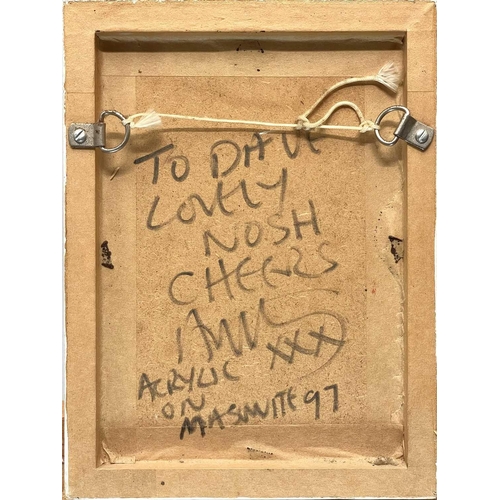 TO DAVE
LOVELY
NOSH
CHEERS
XXX
ACRYLIC
ON
MASONITE 97